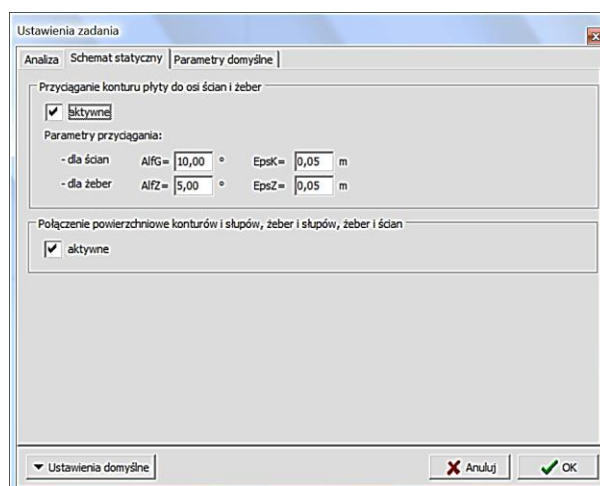 Ustawienia zadania
Analiza Schemat statyczny Parametry domyślne
Przyciąganie konturu płyty do osi ścian i żeber
aktywne
Parametry przyciągania:
- dla ścian AlfG= 10,00 ° EpsK= 0,05 m
- dla żeber AlfZ= 5,00 ° EpsZ= 0,05 m
Połączenie powierzchniowe konturów i słupów, żeber i słupów, żeber i ścian
aktywne
Ustawienia domyślne Anuluj OK